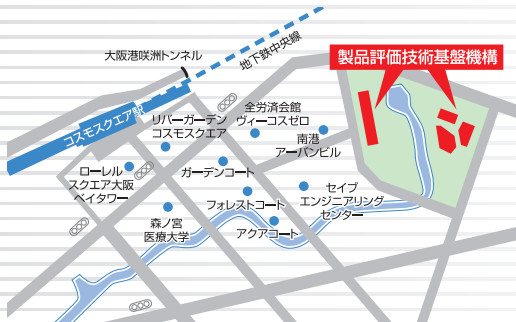 地下鉄中央線
大阪港咲洲トンネル
製品評価技術基盤機構
コスモスクエア駅
リバーガーデン
コスモスクエア
全労済会館
ヴィーコスゼロ
南港
アーバンビル
ローレル
スクエア大阪
ベイタワー
ガーデンコート
フォレストコート
セイブ
エンジニアリング
センター
森ノ宮
医療大学
アクアコート